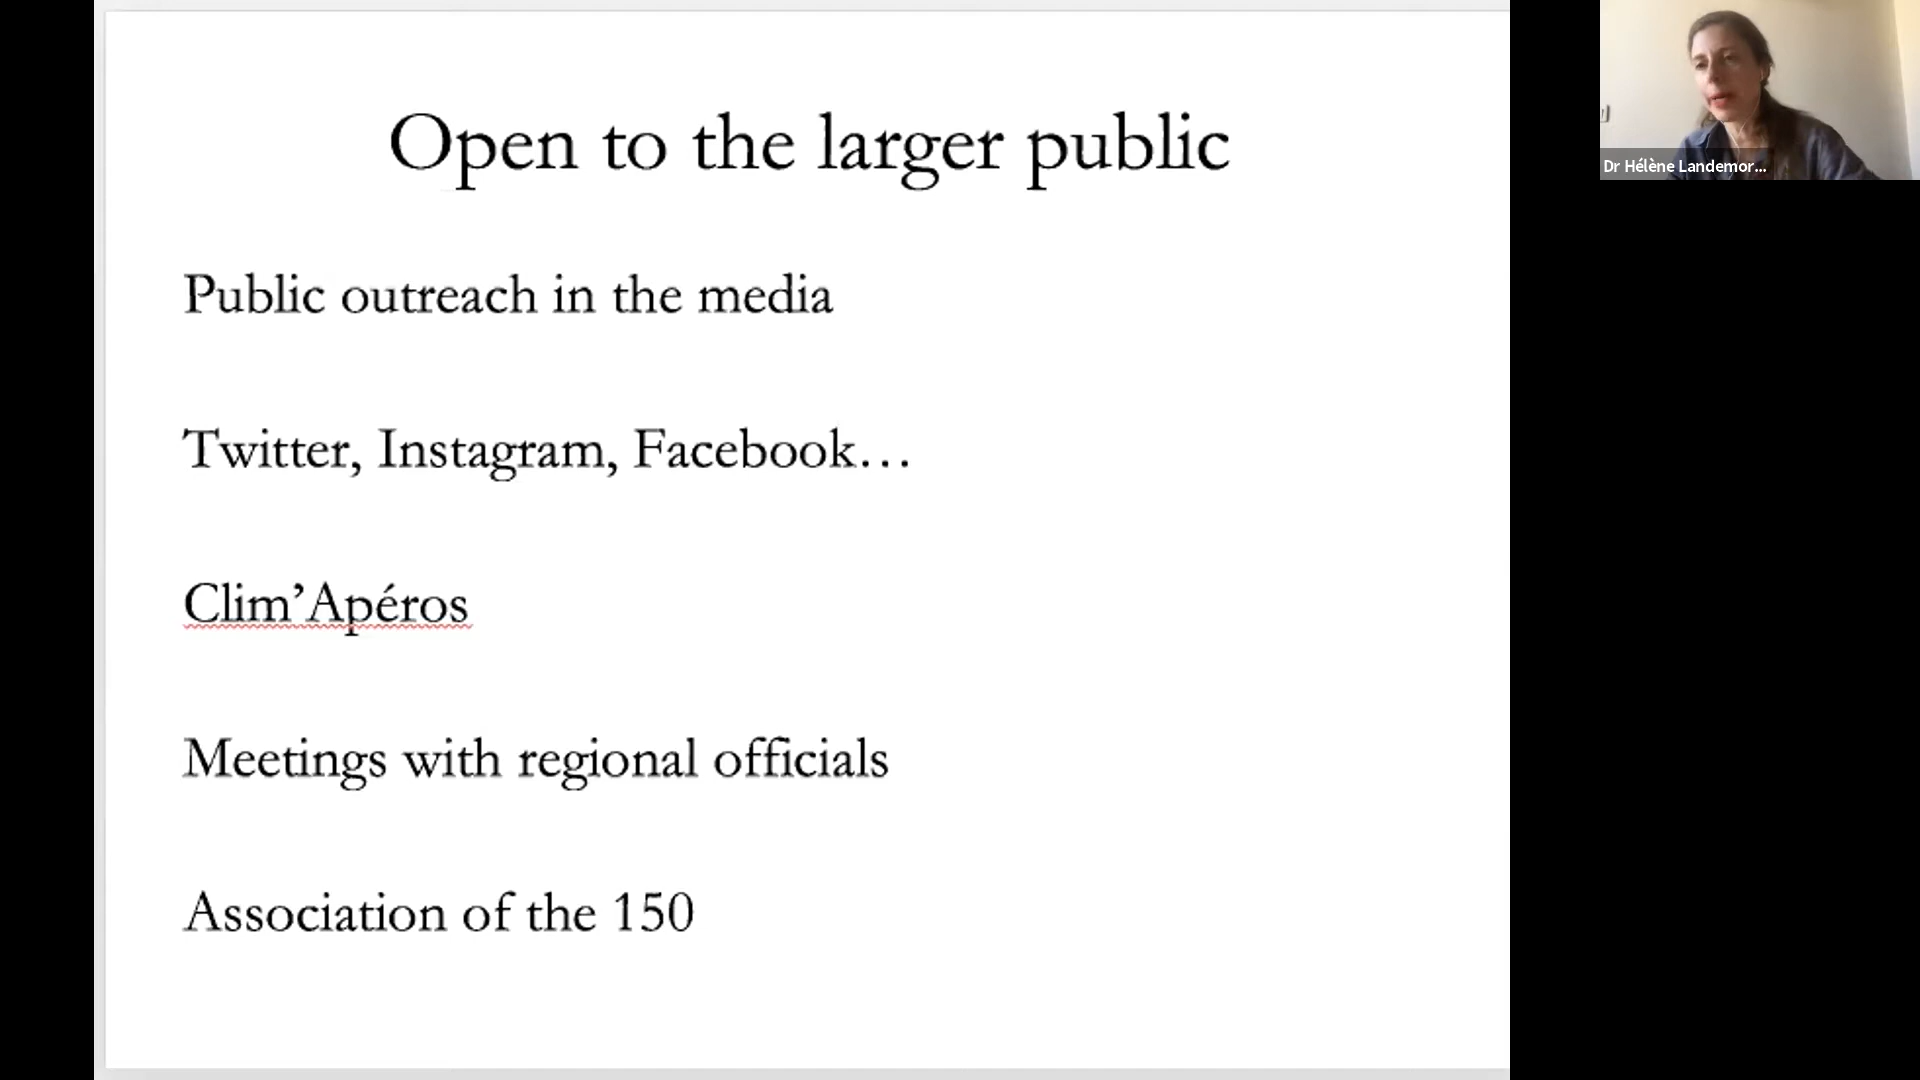 Open to the larger public
Public outreach in the media
Twitter, Instagram, Facebook…
Clim’Apéros
Meetings with regional officials
Association of the 150
Dr Hélène Landemor...